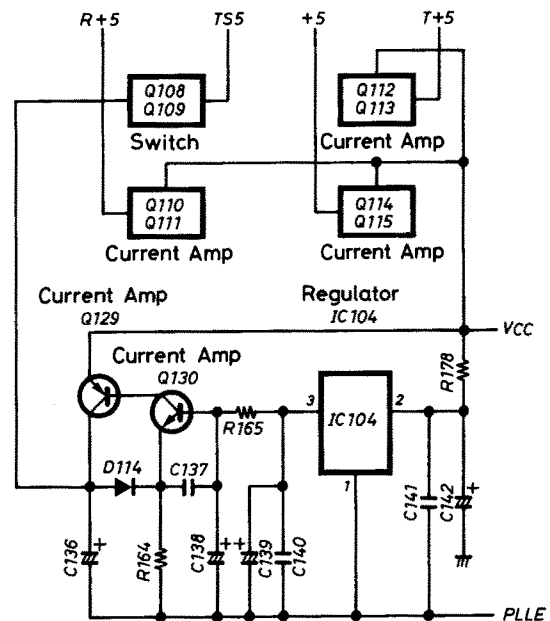 R+5 TS5 +5 T+5
Q108
Q109
Switch
Q112
Q113
Current Amp
Q110
Q111
Current Amp
Q114
Q115
Current Amp
Current Amp
Q129
Regulator
IC104
VCC
Current Amp
Q130
R178
3
IC104
2
R165
1
D114
C137
C141
C142
+
C136
+
R164
C138
+
+
C139
C140
PLLE